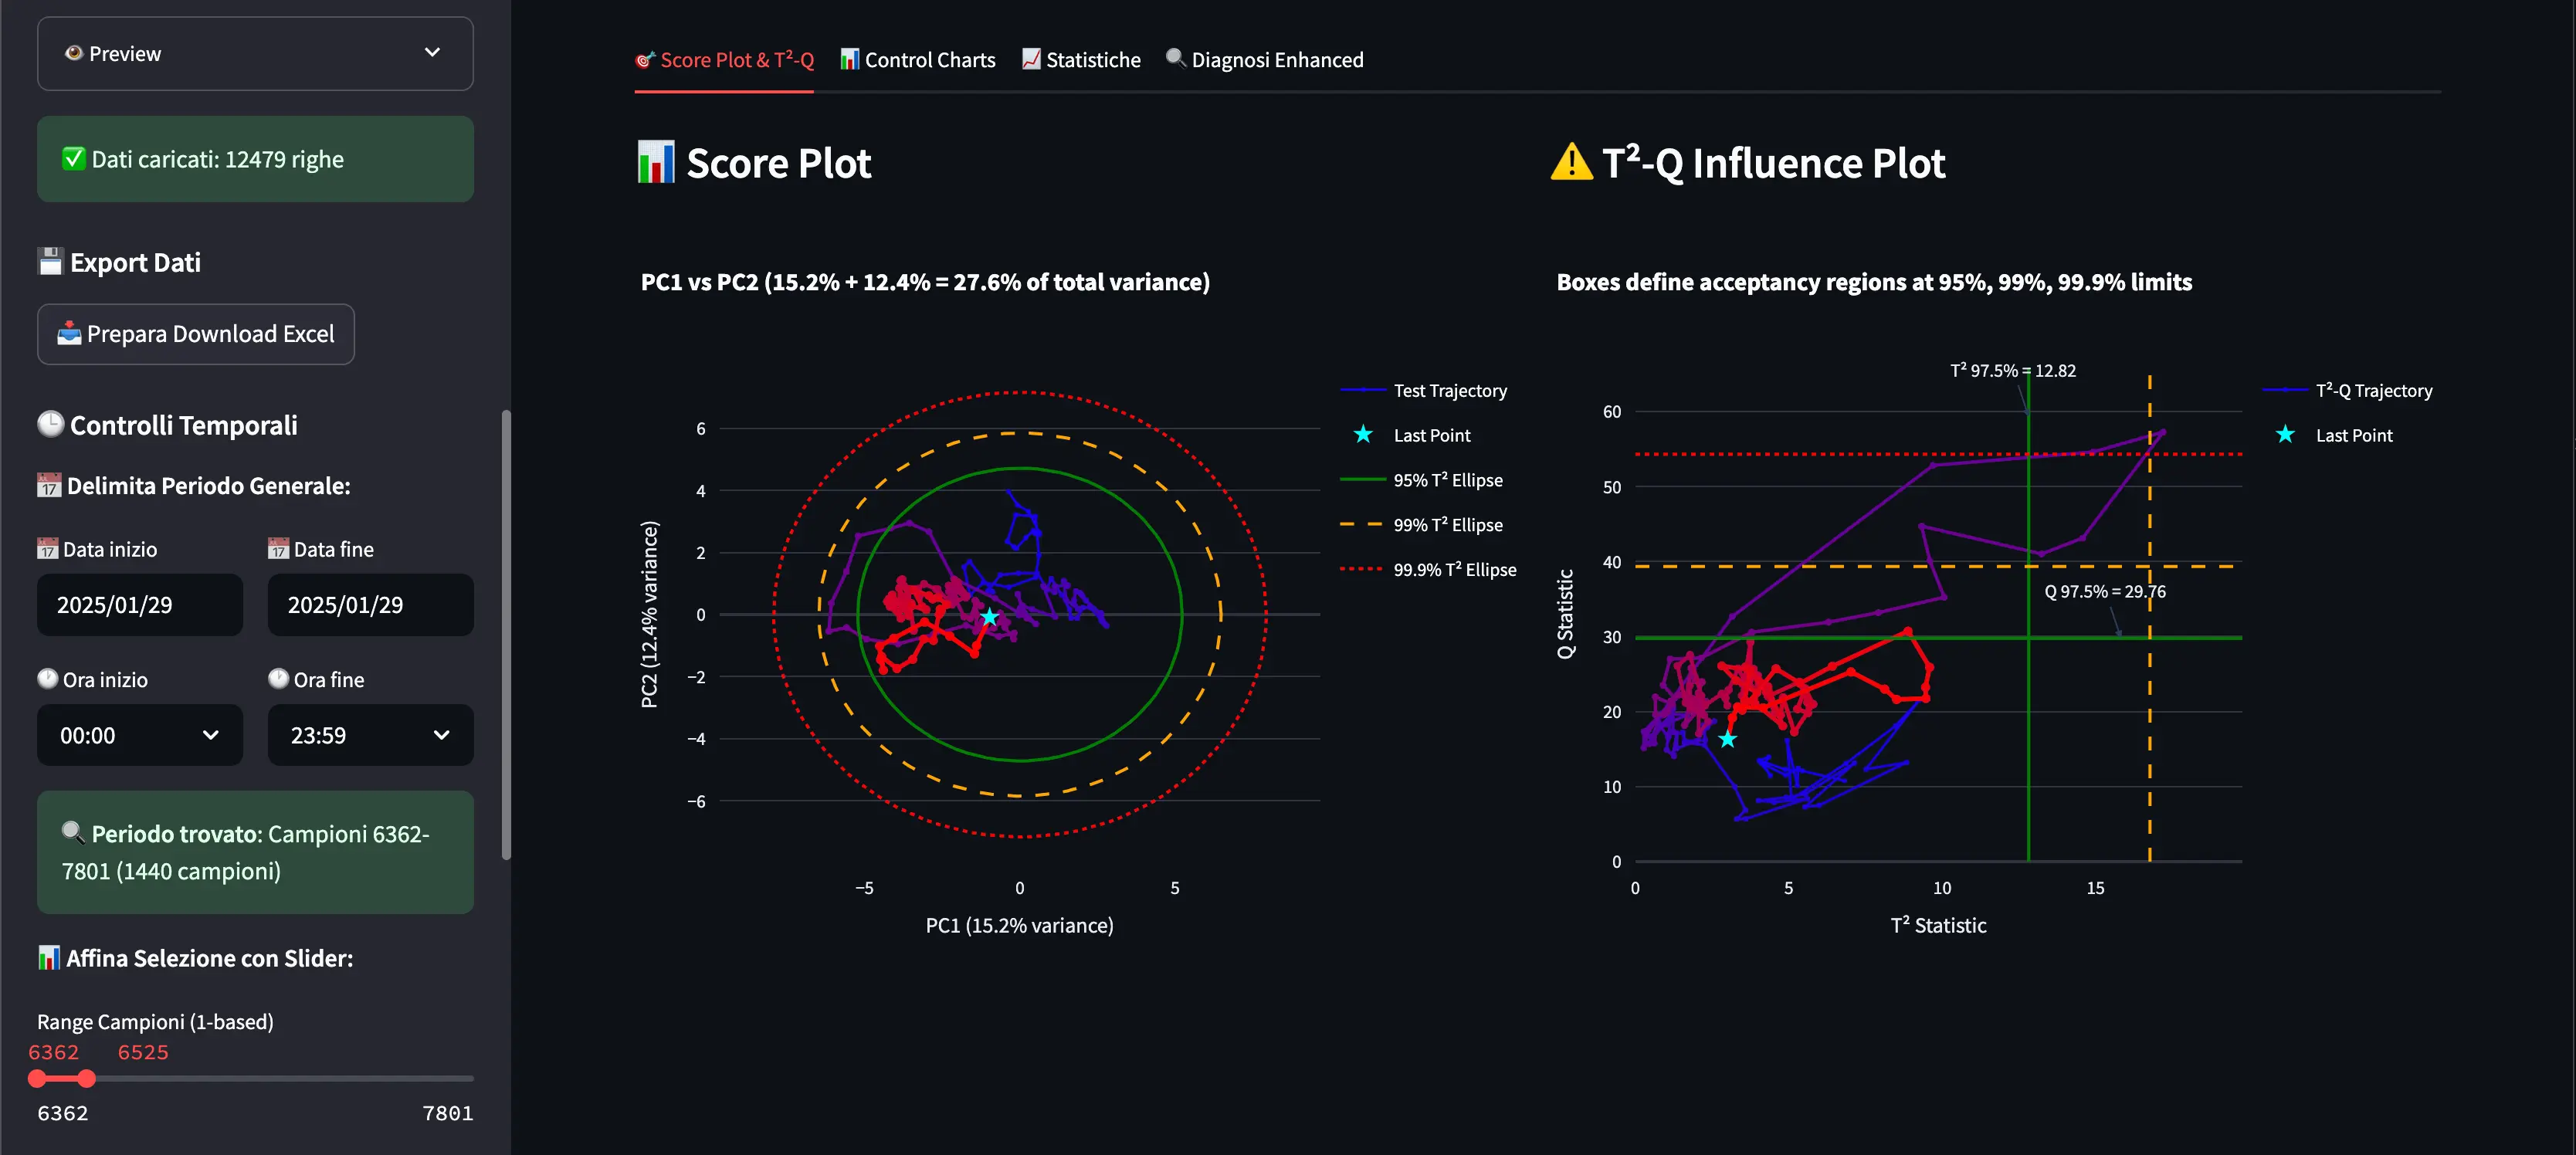 Preview
Dati caricati: 12479 righe
Export Dati
Prepara Download Excel
Controlli Temporali
Delimita Periodo Generale:
Data inizio
Data fine
2025/01/29
2025/01/29
Ora inizio
Ora fine
00:00
23:59
Periodo trovato: Campioni 6362-
7801 (1440 campioni)
Affina Selezione con Slider:
Range Campioni (1-based)
6362 6525
6362 7801
Score Plot & T²-Q
Control Charts
Statistiche
Diagnosi Enhanced
Score Plot
PC1 vs PC2 (15.2% + 12.4% = 27.6% of total variance)
Test Trajectory
Last Point
95% T² Ellipse
99% T² Ellipse
99.9% T² Ellipse
6
4
2
0
−2
−4
−6
PC2 (12.4% variance)
−5 0 5
PC1 (15.2% variance)
T²-Q Influence Plot
Boxes define acceptancy regions at 95%, 99%, 99.9% limits
T² 97.5% = 12.82
T²-Q Trajectory
Last Point
Q 97.5% = 29.76
60
50
40
30
20
10
0
Q Statistic
0 5 10 15
T² Statistic